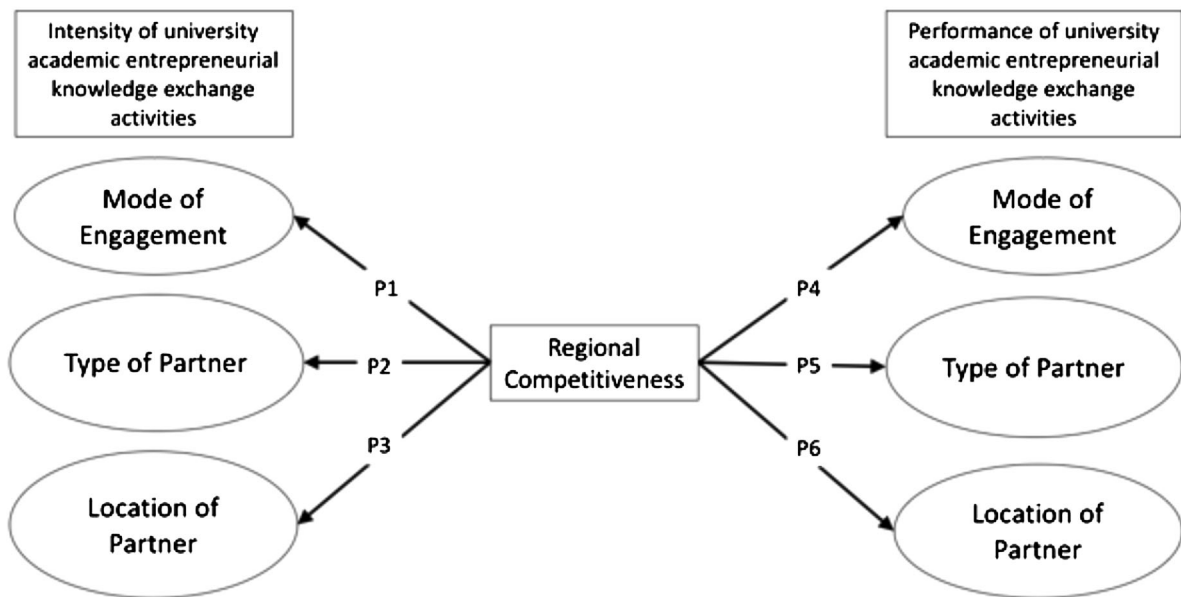 Intensity of university
academic entrepreneurial
knowledge exchange
activities
Performance of university
academic entrepreneurial
knowledge exchange
activities
Mode of
Engagement
Mode of
Engagement
P1
P4
Type of Partner
P2
Regional
Competitiveness
P5
Type of Partner
P3
P6
Location of
Partner
Location of
Partner